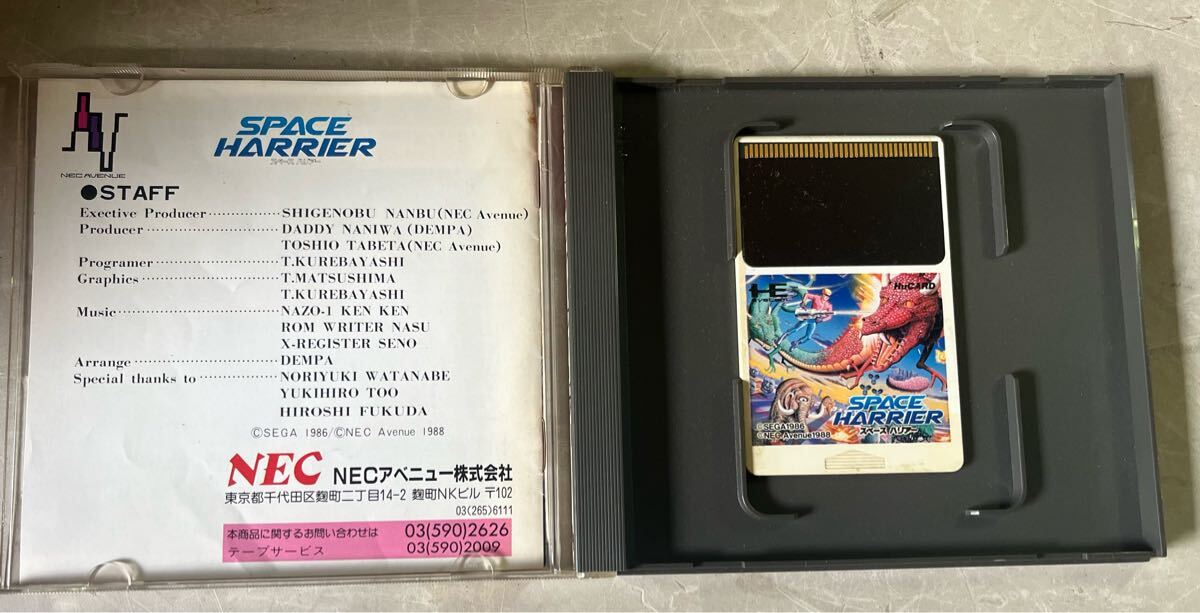 NEC AVENUE
SPACE
HARRIER
スペースハリアー
●STAFF
Exective Producer ··············· SHIGENOBU NANBU(NEC Avenue)
Producer ······················· DADDY NANIWA (DEMPA)
TOSHIO TABETA(NEC Avenue)
Programer ······················ T.KUREBAYASHI
Graphics ························ T.MATSUSHIMA
T.KUREBAYASHI
Music ··························· NAZO-1 KEN KEN
ROM WRITER NASU
X-REGISTER SENO
Arrange ························· DEMPA
Special thanks to ················ NORIYUKI WATANABE
YUKIHIRO TOO
HIROSHI FUKUDA
©SEGA 1986/©NEC Avenue 1988
NEC NECアベニュー株式会社
東京都千代田区麹町二丁目14-2 麹町NKビル 〒102
03(265)6111
本商品に関するお問い合わせは 03(590)2626
テープサービス 03(590)2009
HE SYSTEM
HuCARD
SPACE
HARRIER
スペースハリアー
©SEGA1986
©NEC Avenue1988